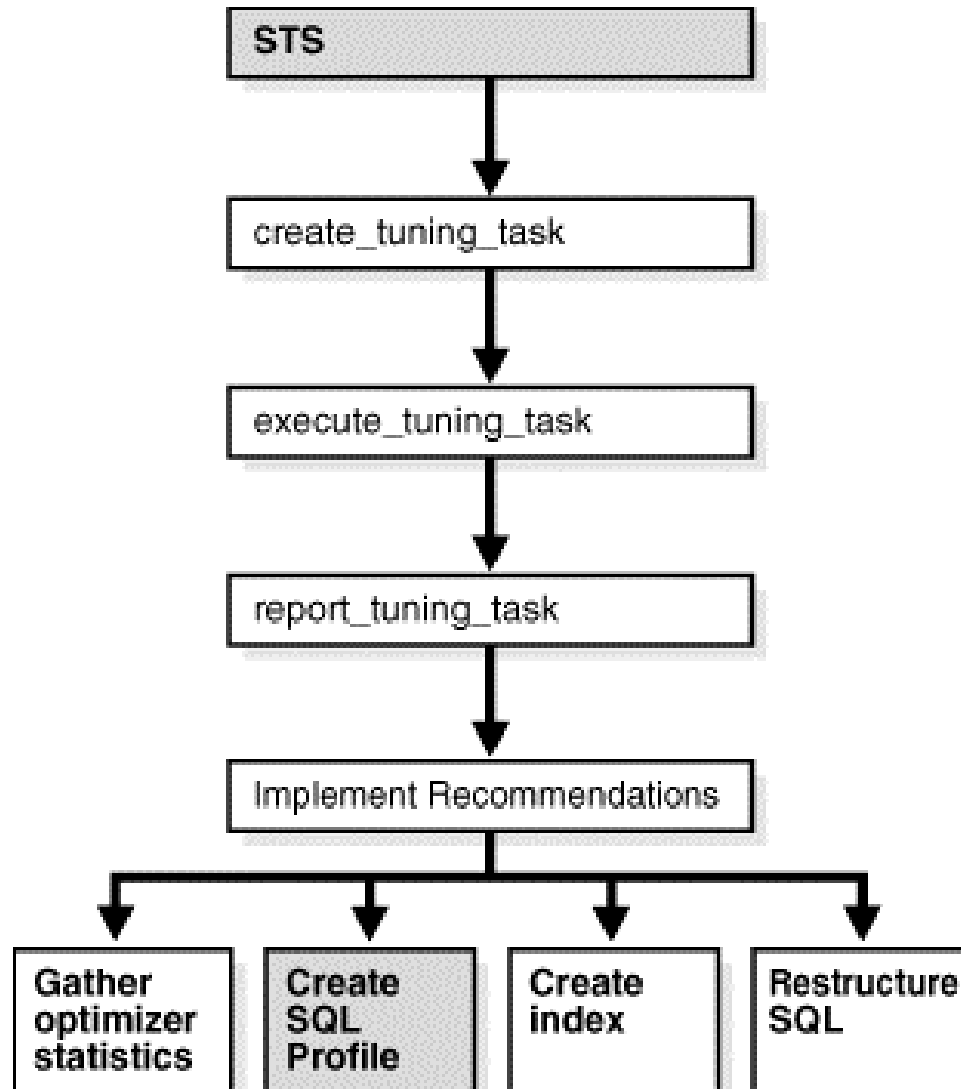 STS
create_tuning_task
execute_tuning_task
report_tuning_task
Implement Recommendations
Gather
optimizer
statistics
Create
SQL
Profile
Create
index
Restructure
SQL